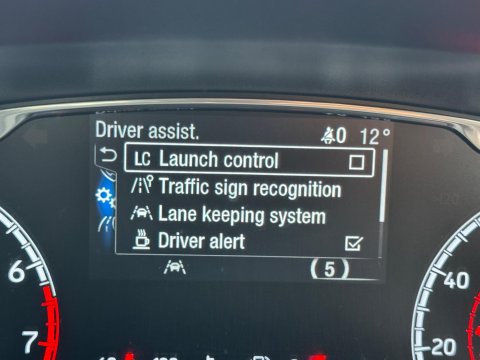 Driver assist. 0 12°
LC Launch control
Traffic sign recognition
Lane keeping system
Driver alert
(5)
6
7
40
20